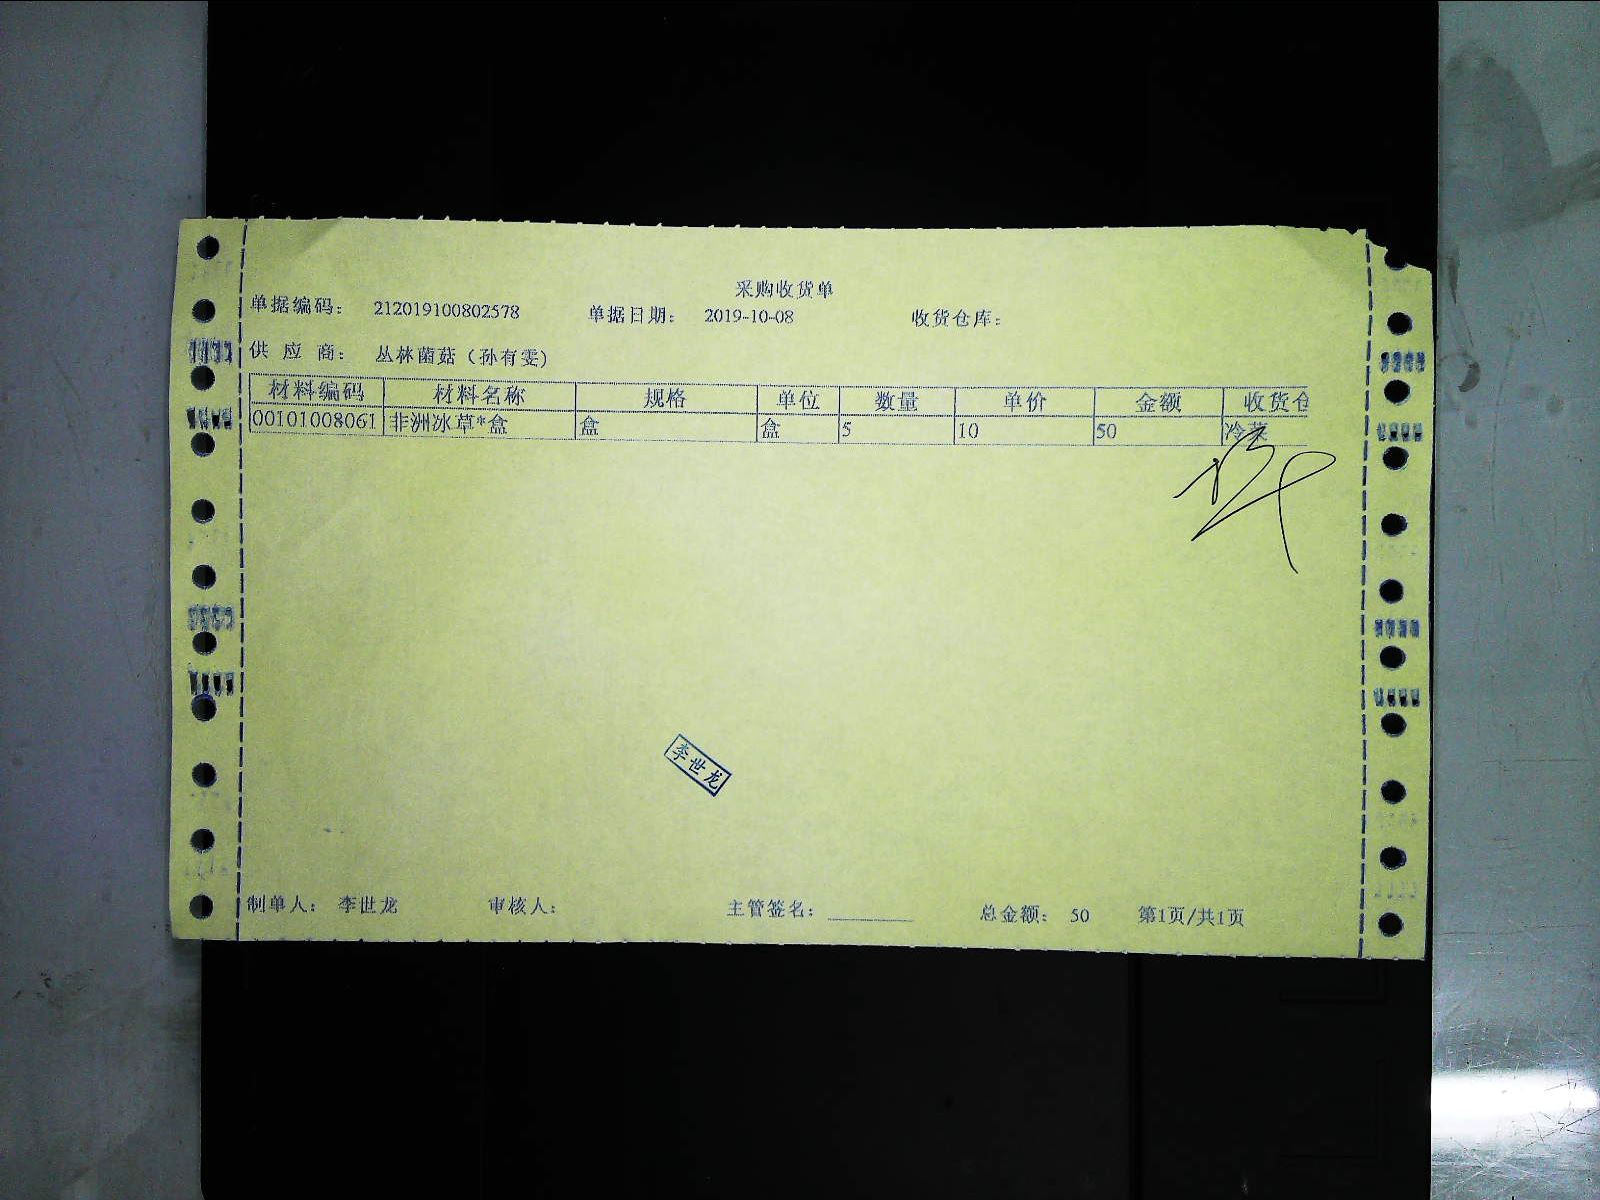 采购收货单
单据编码： 212019100802578 单据日期： 2019-10-08 收货仓库：
供 应 商： 丛林菌菇（孙有雯）
材料编码 材料名称 规格 单位 数量 单价 金额 收货仓
00101008061 非洲冰草*盒 盒 盒 5 10 50 冷菜
李世龙
制单人： 李世龙 审核人： 主管签名： ________ 总金额： 50 第1页/共1页